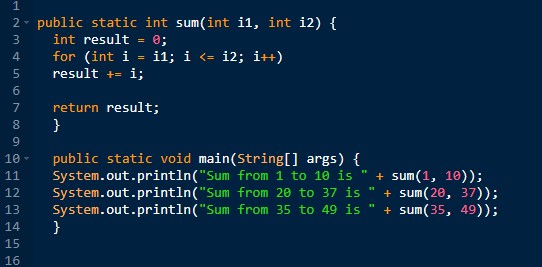 1
2 public static int sum(int i1, int i2) {
3 int result = 0;
4 for (int i = i1; i <= i2; i++)
5 result += i;
6
7 return result;
8 }
9
10 public static void main(String[] args) {
11 System.out.println("Sum from 1 to 10 is " + sum(1, 10));
12 System.out.println("Sum from 20 to 37 is " + sum(20, 37));
13 System.out.println("Sum from 35 to 49 is " + sum(35, 49));
14 }
15
16